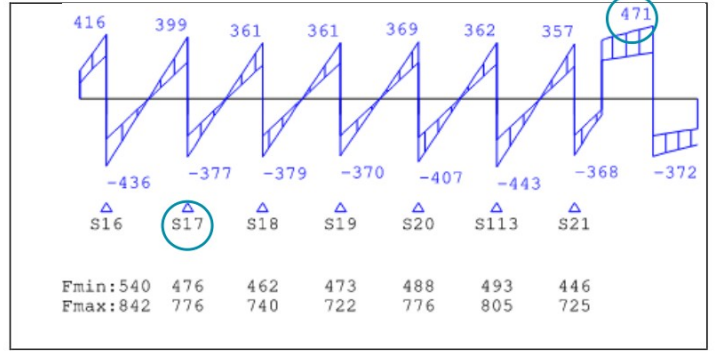 416 399 361 361 369 362 357 471
-436 -377 -379 -370 -407 -443 -368 -372
S16 S17 S18 S19 S20 S113 S21
Fmin:540 476 462 473 488 493 446
Fmax:842 776 740 722 776 805 725